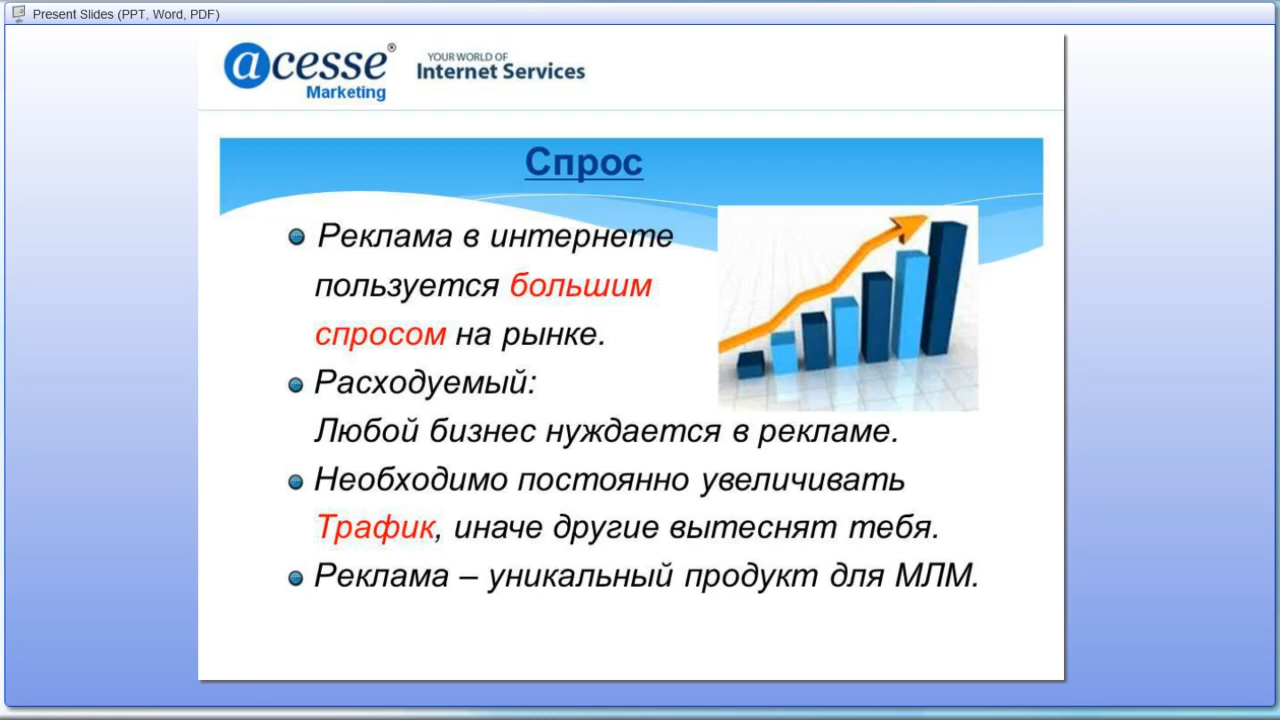 Present Slides (PPT, Word, PDF)
@cesse®
Marketing
YOUR WORLD OF
Internet Services
Спрос
Реклама в интернете
пользуется большим
спросом на рынке.
Расходуемый:
Любой бизнес нуждается в рекламе.
Необходимо постоянно увеличивать
Трафик, иначе другие вытеснят тебя.
Реклама – уникальный продукт для МЛМ.